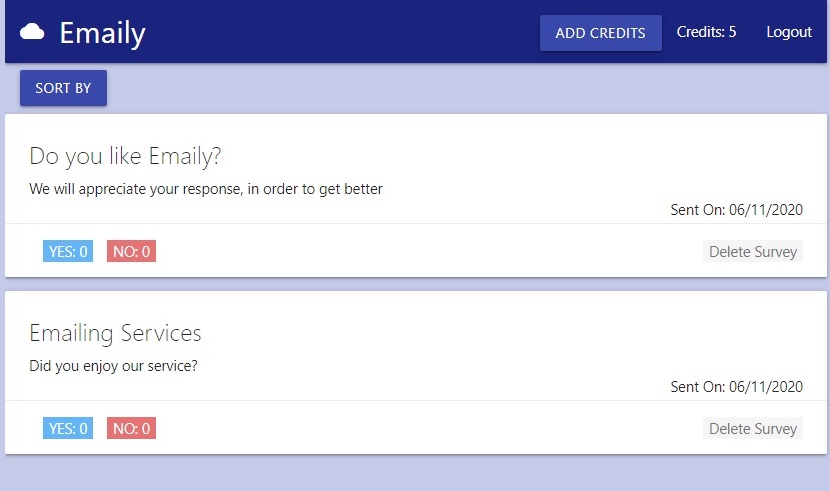 Emaily
ADD CREDITS
Credits: 5
Logout
SORT BY
Do you like Emaily?
We will appreciate your response, in order to get better
Sent On: 06/11/2020
YES: 0
NO: 0
Delete Survey
Emailing Services
Did you enjoy our service?
Sent On: 06/11/2020
YES: 0
NO: 0
Delete Survey